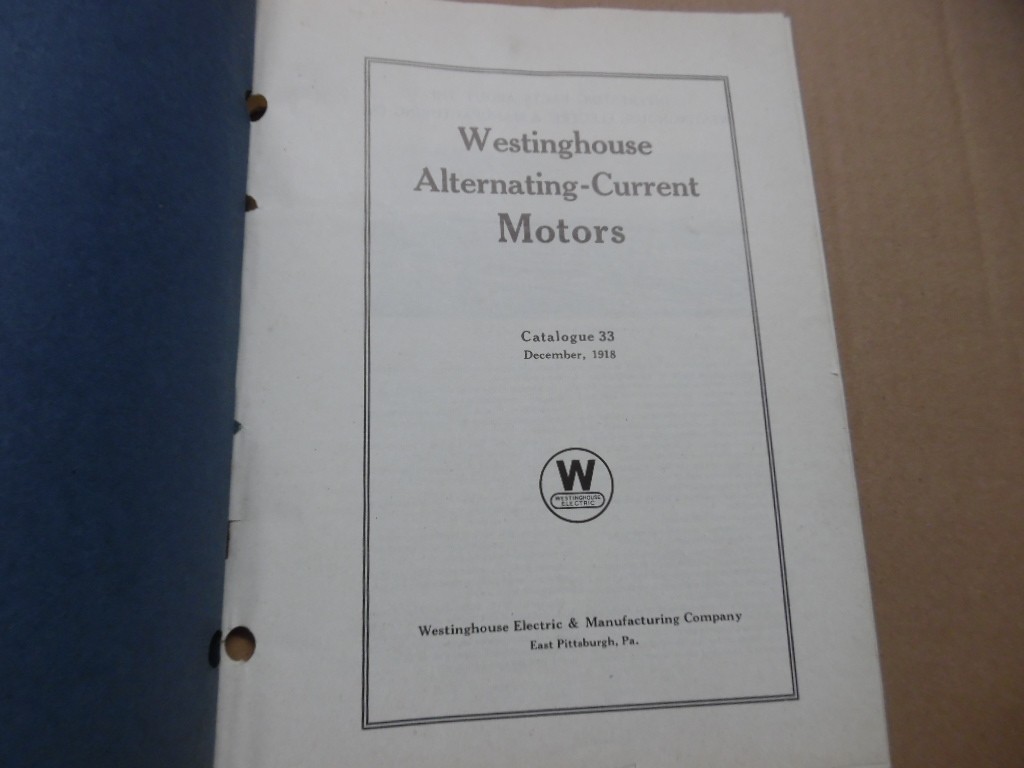 Westinghouse
Alternating-Current
Motors
Catalogue 33
December, 1918
W
WESTINGHOUSE
ELECTRIC
Westinghouse Electric & Manufacturing Company
East Pittsburgh, Pa.